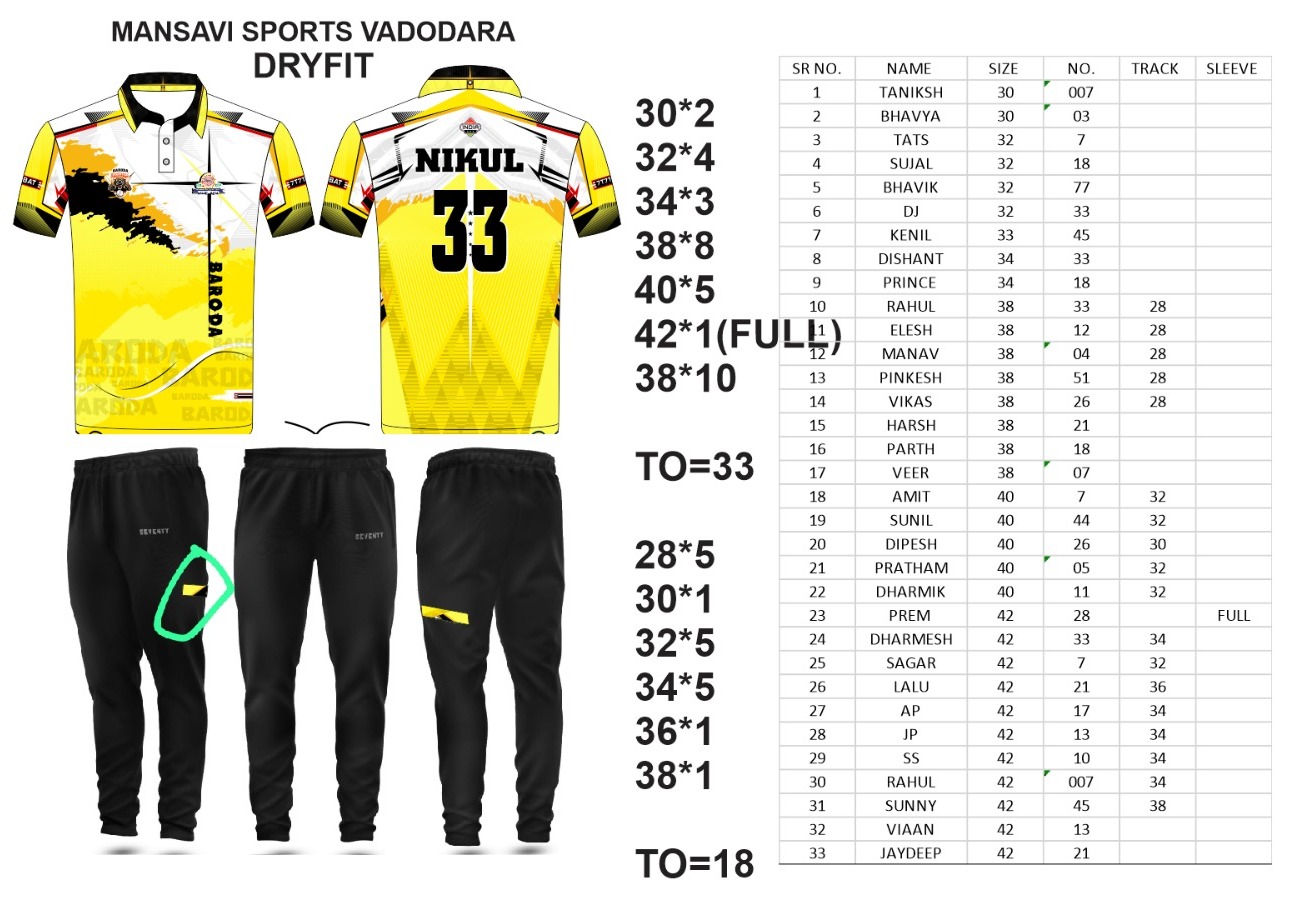 MANSAVI SPORTS VADODARA
DRYFIT
BARODA
INDIA
NIKUL
33
BAT
BAT
BARODA
ARODA
BARODA
BARODA
BARODA
ARODA
BARODA
SEVENTY
SEVENTY
30*2
32*4
34*3
38*8
40*5
42*1(FULL)
38*10
TO=33
28*5
30*1
32*5
34*5
36*1
38*1
TO=18
SR NO. NAME SIZE NO. TRACK SLEEVE
1 TANIKSH 30 007
2 BHAVYA 30 03
3 TATS 32 7
4 SUJAL 32 18
5 BHAVIK 32 77
6 DJ 32 33
7 KENIL 33 45
8 DISHANT 34 33
9 PRINCE 34 18
10 RAHUL 38 33 28
11 ELESH 38 12 28
12 MANAV 38 04 28
13 PINKESH 38 51 28
14 VIKAS 38 26 28
15 HARSH 38 21
16 PARTH 38 18
17 VEER 38 07
18 AMIT 40 7 32
19 SUNIL 40 44 32
20 DIPESH 40 26 30
21 PRATHAM 40 05 32
22 DHARMIK 40 11 32
23 PREM 42 28 FULL
24 DHARMESH 42 33 34
25 SAGAR 42 7 32
26 LALU 42 21 36
27 AP 42 17 34
28 JP 42 13 34
29 SS 42 10 34
30 RAHUL 42 007 34
31 SUNNY 42 45 38
32 VIAAN 42 13
33 JAYDEEP 42 21